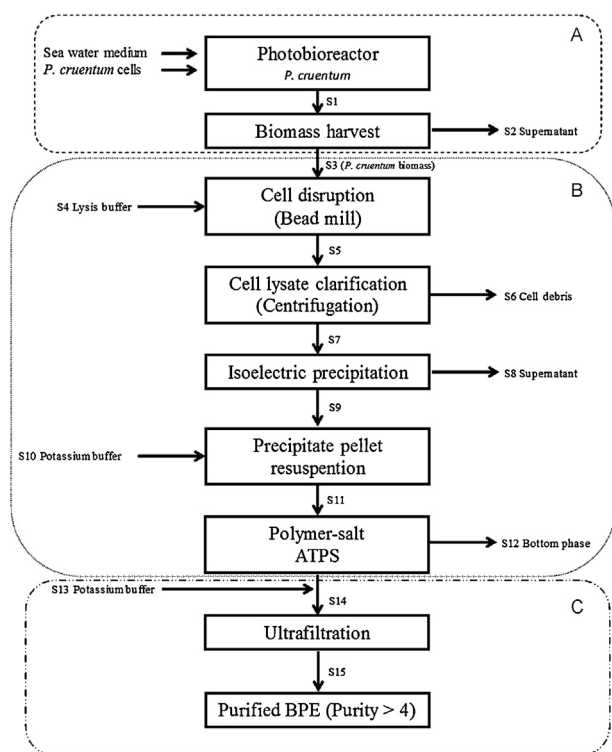 A
Sea water medium
P. cruentum cells
Photobioreactor
P. cruentum
S1
Biomass harvest
S2 Supernatant
S3 (P. cruentum biomass)
B
Cell disruption
(Bead mill)
S4 Lysis buffer
S5
Cell lysate clarification
(Centrifugation)
S6 Cell debris
S7
Isoelectric precipitation
S8 Supernatant
S9
Precipitate pellet
resuspention
S10 Potassium buffer
S11
Polymer-salt
ATPS
S12 Bottom phase
S13 Potassium buffer
S14
C
Ultrafiltration
S15
Purified BPE (Purity > 4)